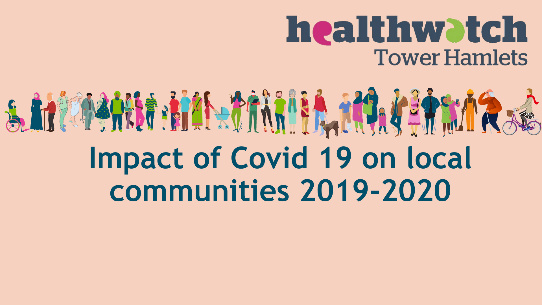 healthwatch
Tower Hamlets
Impact of Covid 19 on local
communities 2019-2020